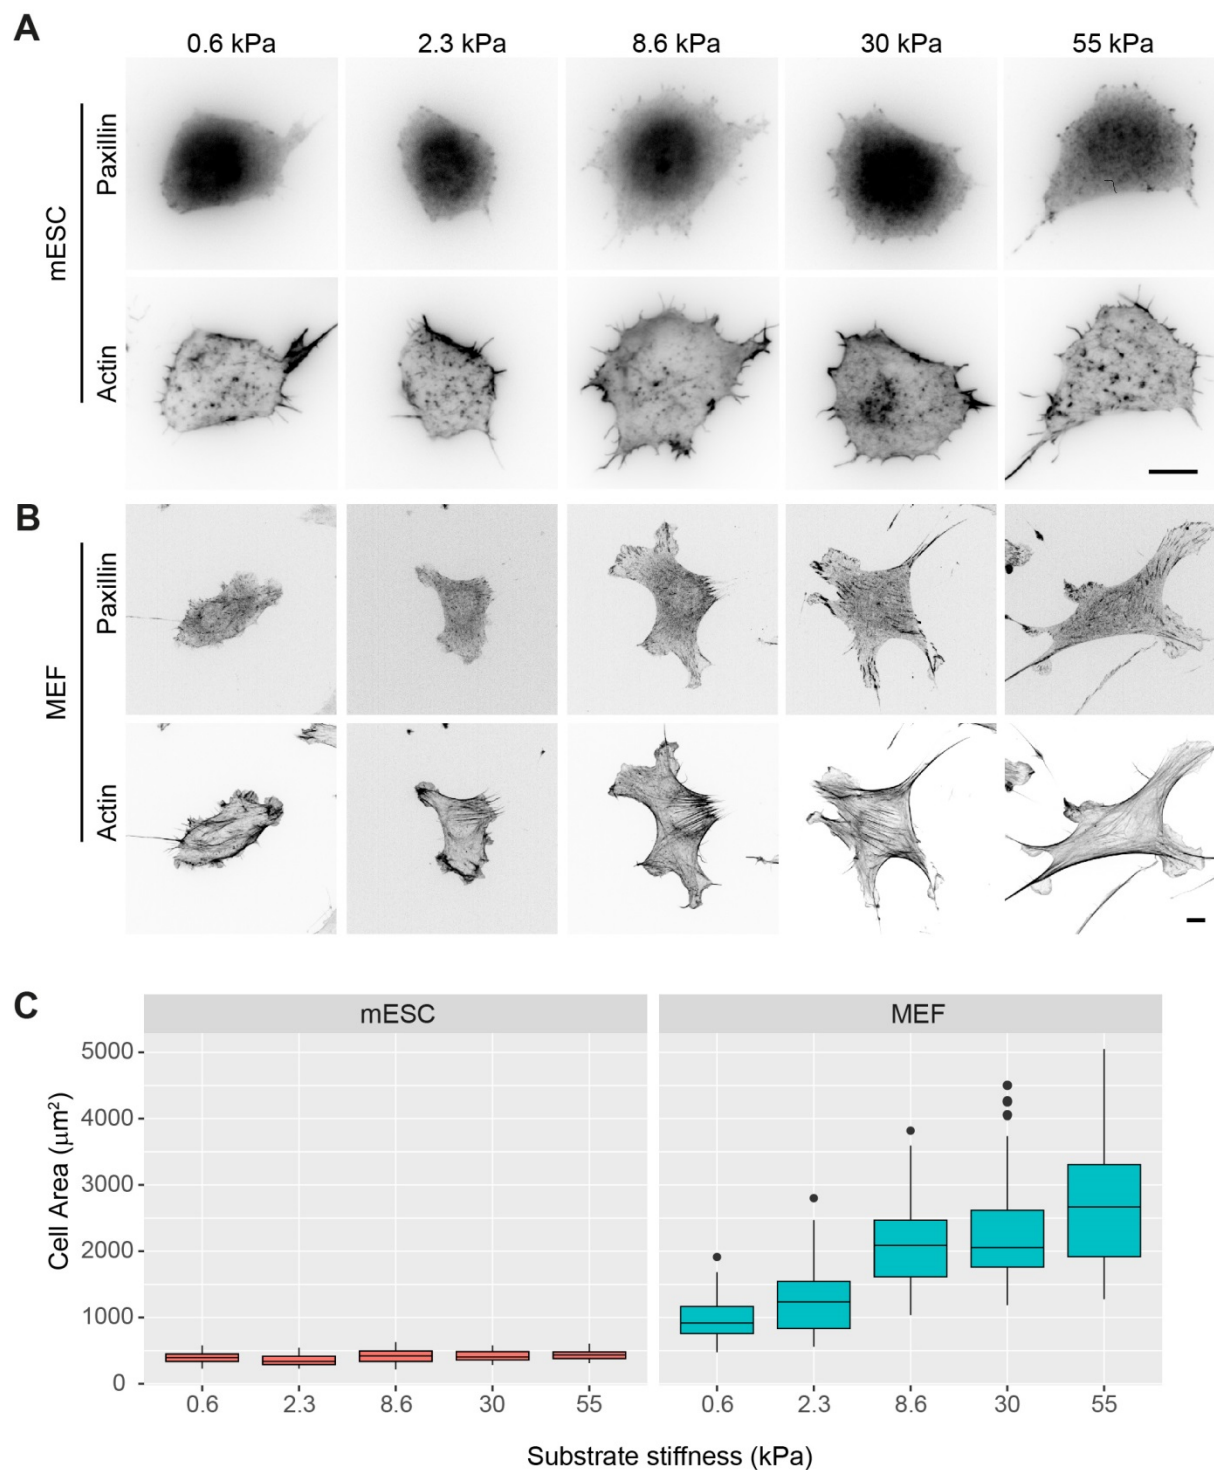 A
0.6 kPa 2.3 kPa 8.6 kPa 30 kPa 55 kPa
mESC
Paxillin
Actin
B
MEF
Paxillin
Actin
C
mESC MEF
Cell Area (μm²)
5000
4000
3000
2000
1000
0
0.6 2.3 8.6 30 55 0.6 2.3 8.6 30 55
Substrate stiffness (kPa)